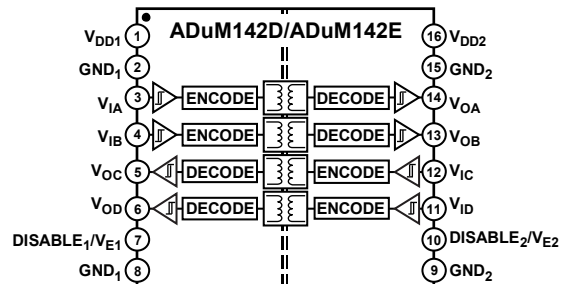 ADuM142D/ADuM142E
VDD1 1 16 VDD2
GND1 2 15 GND2
VIA 3 ENCODE DECODE 14 VOA
VIB 4 ENCODE DECODE 13 VOB
VOC 5 DECODE ENCODE 12 VIC
VOD 6 DECODE ENCODE 11 VID
DISABLE1/VE1 7 10 DISABLE2/VE2
GND1 8 9 GND2